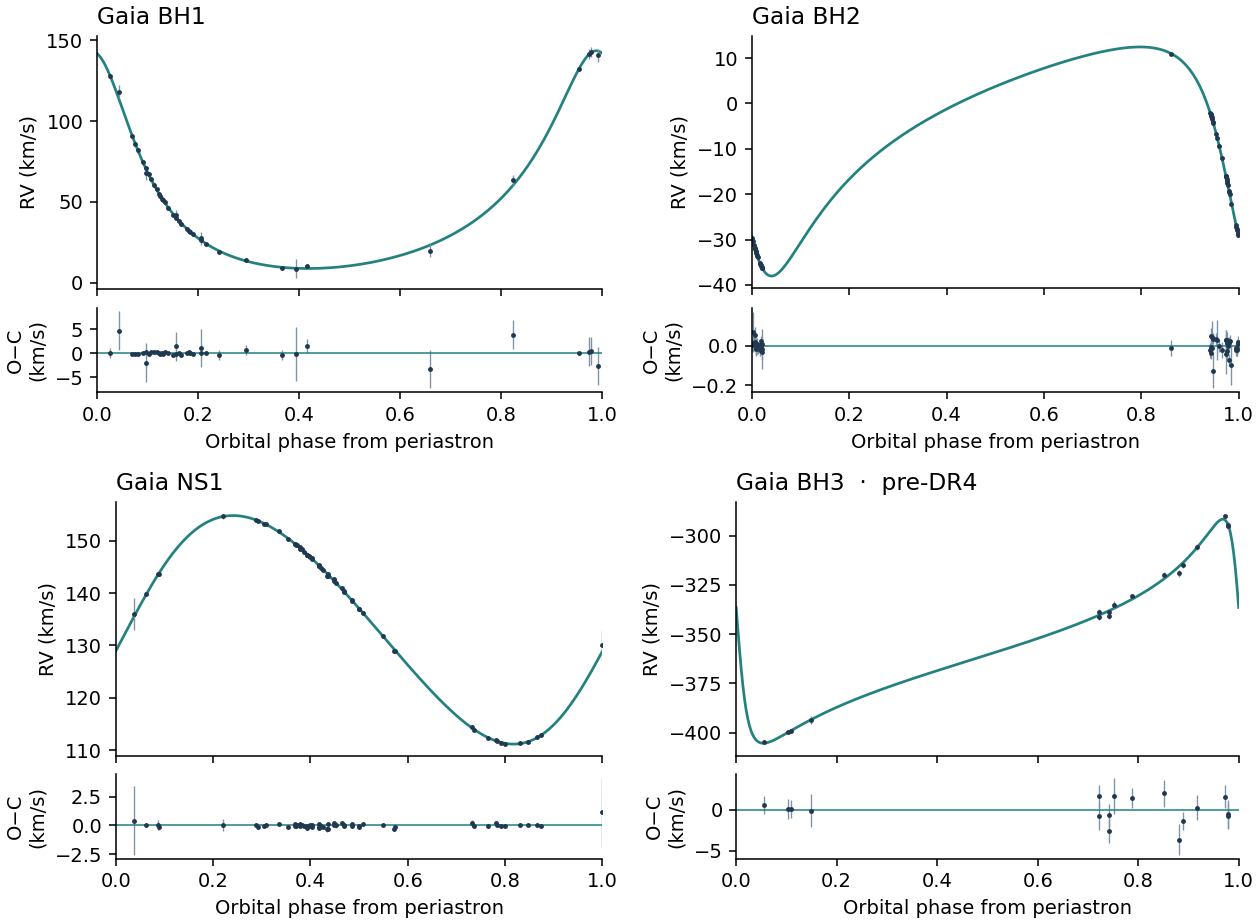 Gaia BH1
150
100
50
0
RV (km/s)
5
0
−5
O−C
(km/s)
0.0 0.2 0.4 0.6 0.8 1.0
Orbital phase from periastron
Gaia BH2
10
0
−10
−20
−30
−40
RV (km/s)
0.0
−0.2
O−C
(km/s)
0.0 0.2 0.4 0.6 0.8 1.0
Orbital phase from periastron
Gaia NS1
150
140
130
120
110
RV (km/s)
2.5
0.0
−2.5
O−C
(km/s)
0.0 0.2 0.4 0.6 0.8 1.0
Orbital phase from periastron
Gaia BH3 · pre-DR4
−300
−325
−350
−375
−400
RV (km/s)
0
−5
O−C
(km/s)
0.0 0.2 0.4 0.6 0.8 1.0
Orbital phase from periastron